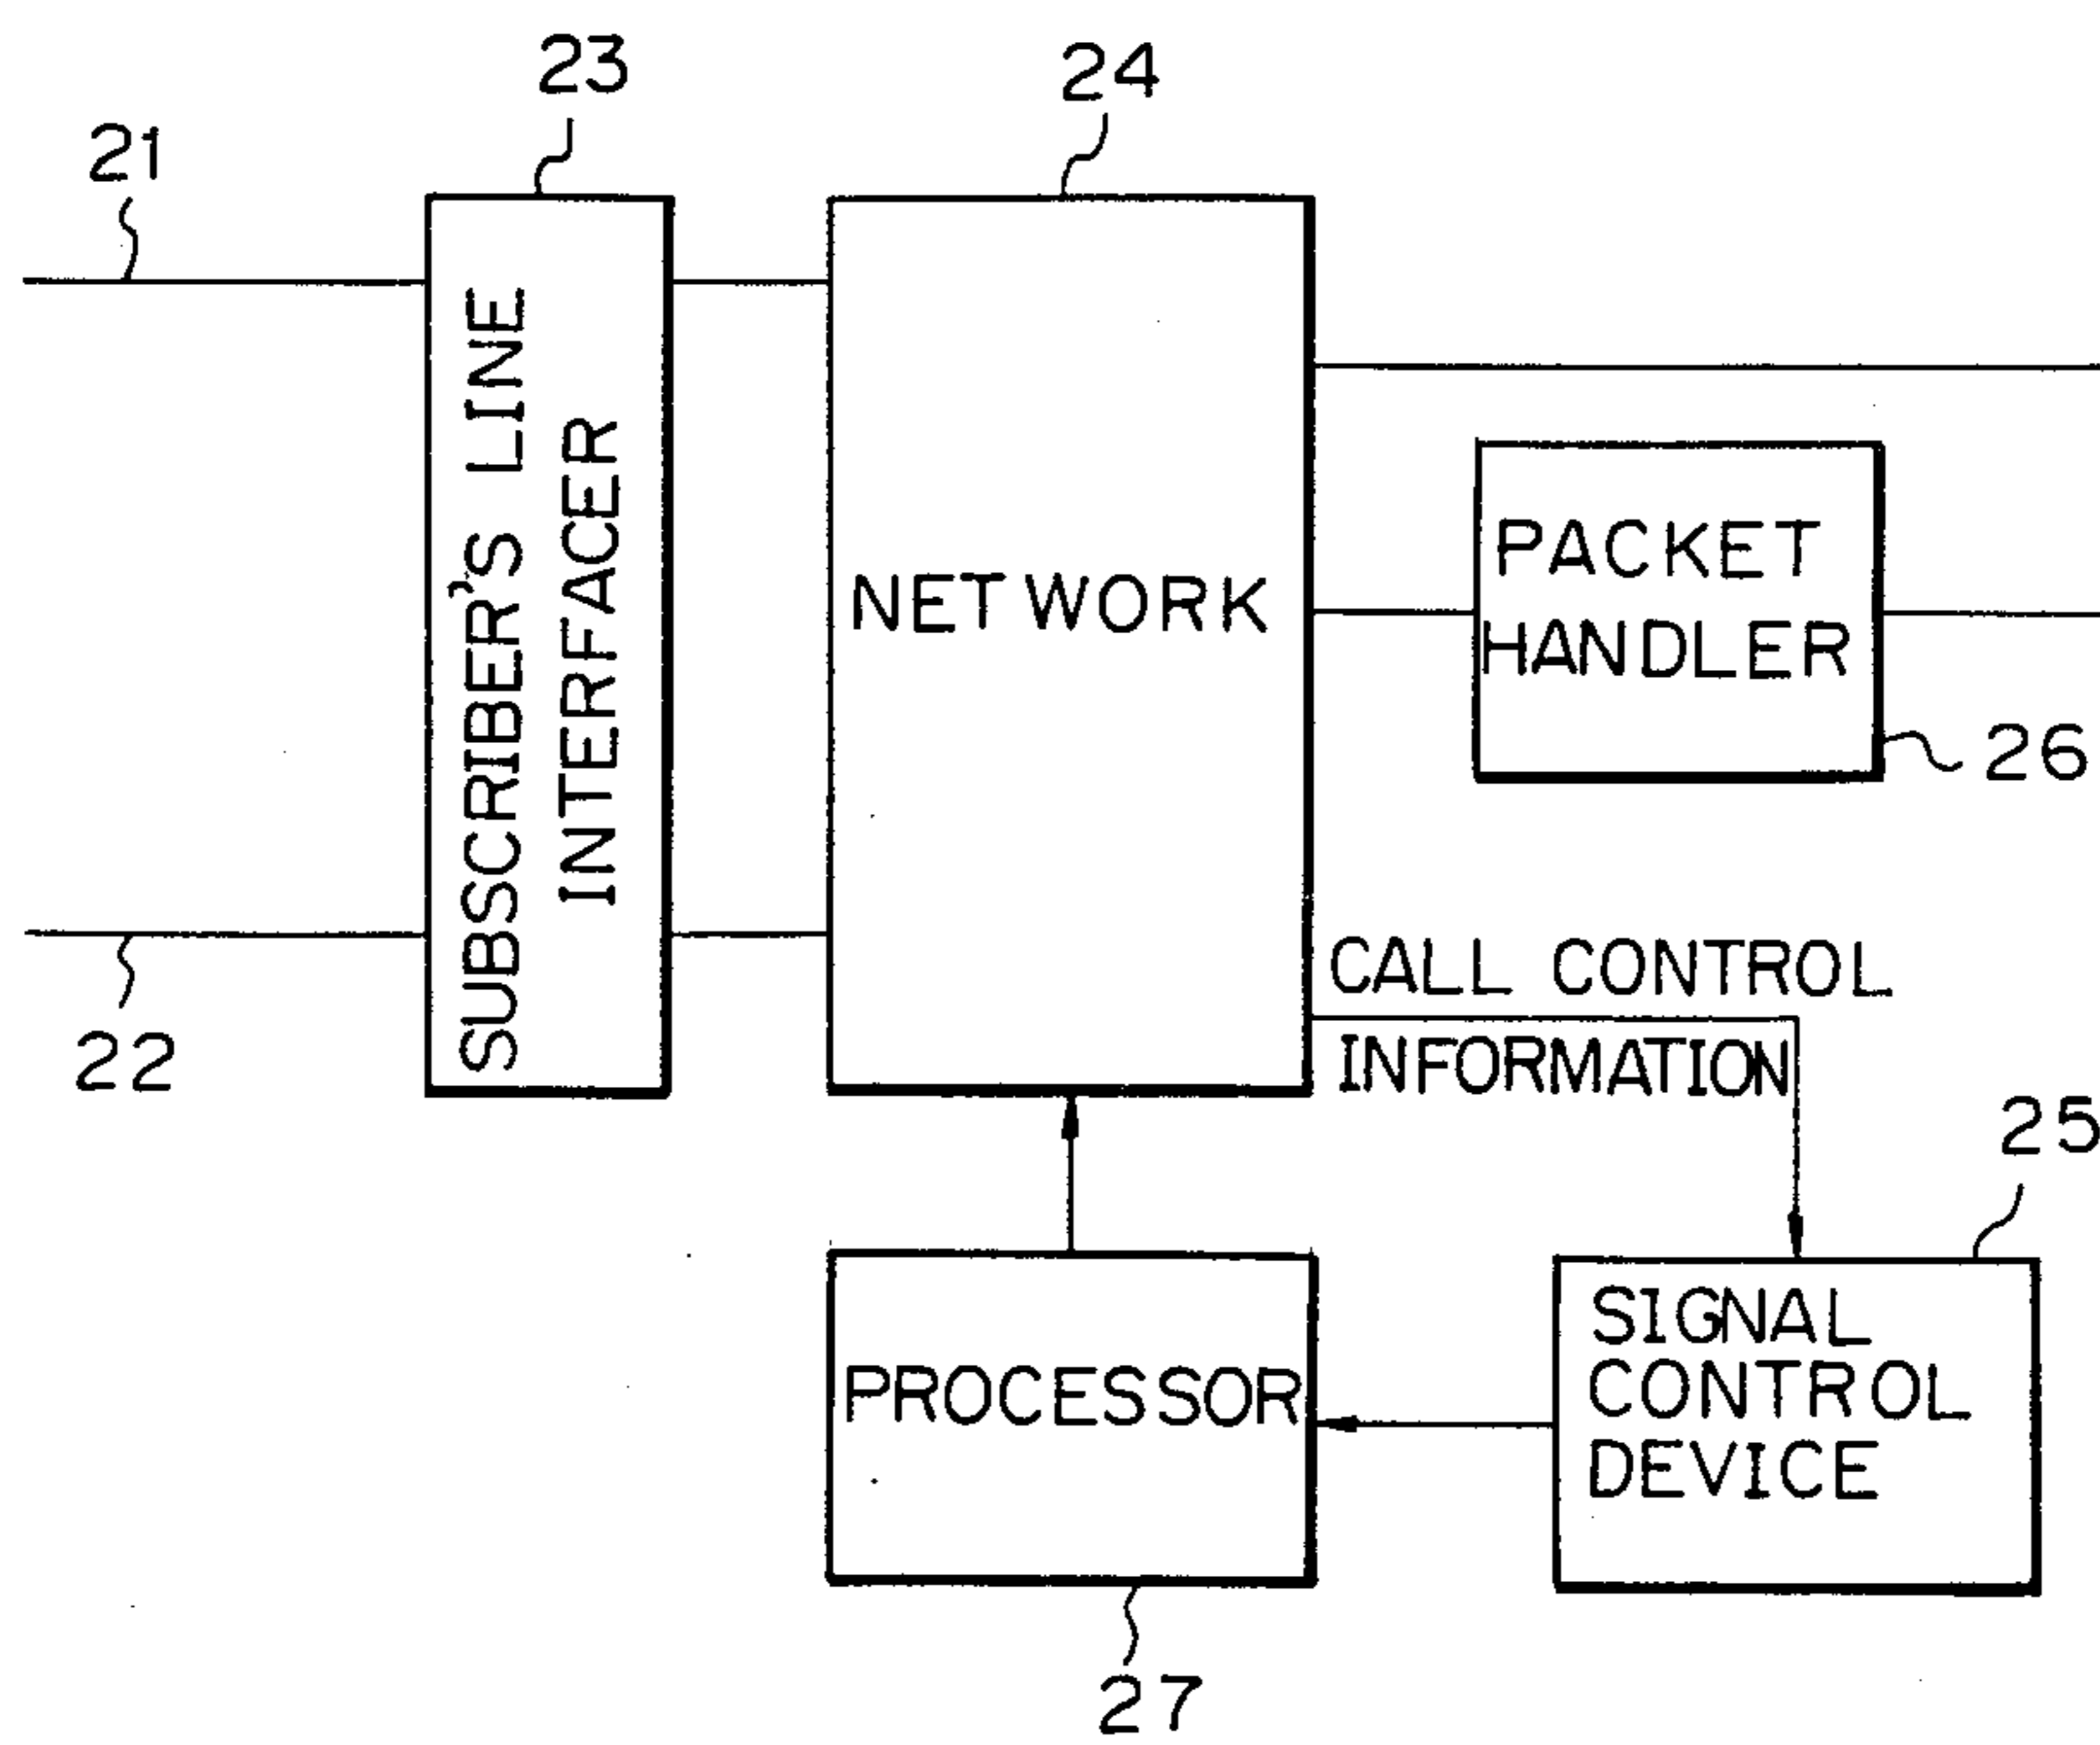 23
24
21
SUBSCRIBER'S LINE
INTERFACER
NETWORK
PACKET
HANDLER
26
CALL CONTROL
INFORMATION
22
25
SIGNAL
CONTROL
DEVICE
PROCESSOR
27